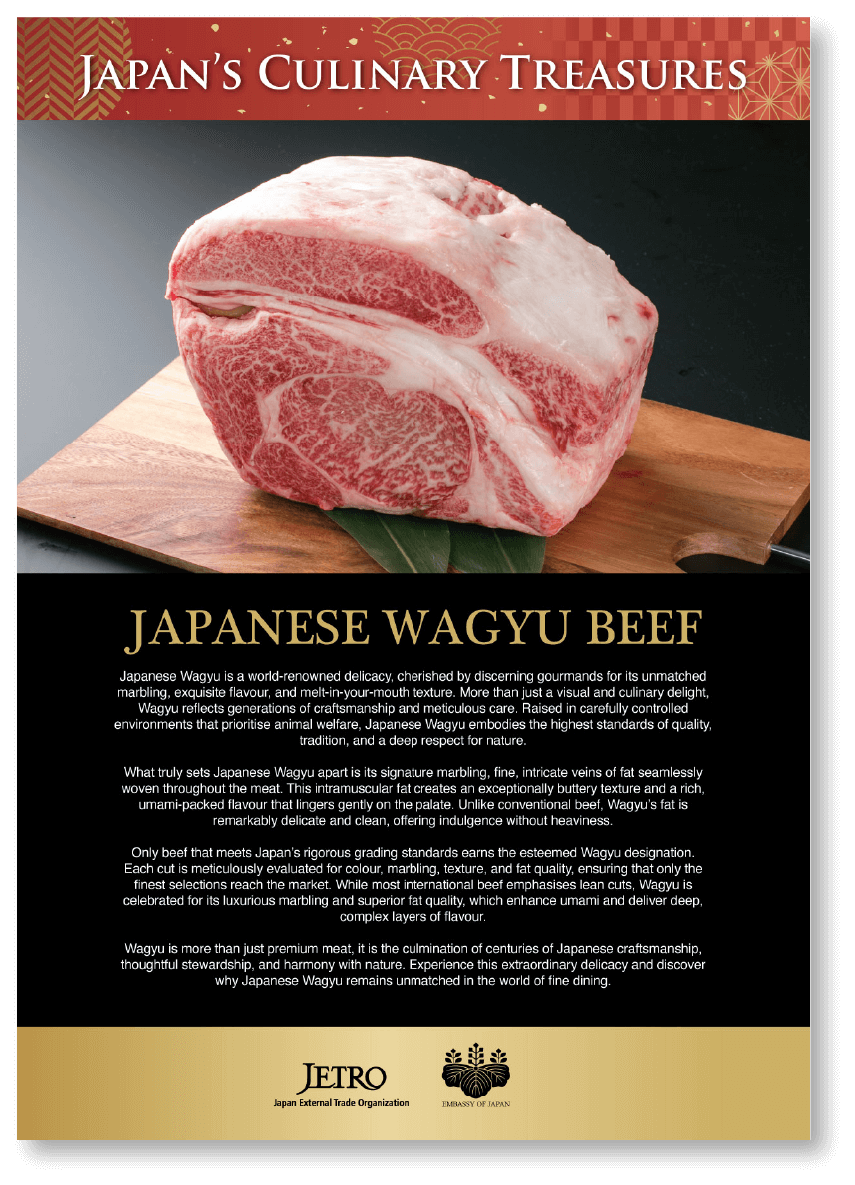 JAPAN'S CULINARY TREASURES
JAPANESE WAGYU BEEF
Japanese Wagyu is a world-renowned delicacy, cherished by discerning gourmands for its unmatched
marbling, exquisite flavour, and melt-in-your-mouth texture. More than just a visual and culinary delight,
Wagyu reflects generations of craftsmanship and meticulous care. Raised in carefully controlled
environments that prioritise animal welfare, Japanese Wagyu embodies the highest standards of quality,
tradition, and a deep respect for nature.
What truly sets Japanese Wagyu apart is its signature marbling, fine, intricate veins of fat seamlessly
woven throughout the meat. This intramuscular fat creates an exceptionally buttery texture and a rich,
umami-packed flavour that lingers gently on the palate. Unlike conventional beef, Wagyu's fat is
remarkably delicate and clean, offering indulgence without heaviness.
Only beef that meets Japan's rigorous grading standards earns the esteemed Wagyu designation.
Each cut is meticulously evaluated for colour, marbling, texture, and fat quality, ensuring that only the
finest selections reach the market. While most international beef emphasises lean cuts, Wagyu is
celebrated for its luxurious marbling and superior fat quality, which enhance umami and deliver deep,
complex layers of flavour.
Wagyu is more than just premium meat, it is the culmination of centuries of Japanese craftsmanship,
thoughtful stewardship, and harmony with nature. Experience this extraordinary delicacy and discover
why Japanese Wagyu remains unmatched in the world of fine dining.
JETRO
Japan External Trade Organization
EMBASSY OF JAPAN